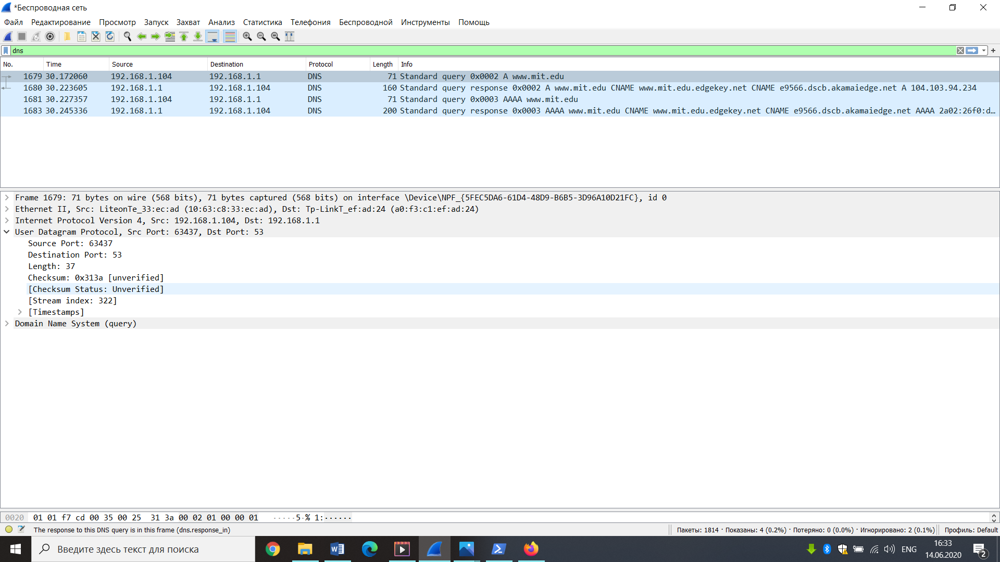 *Беспроводная сеть
Файл Редактирование Просмотр Запуск Захват Анализ Статистика Телефония Беспроводной Инструменты Помощь
dns
No. Time Source Destination Protocol Length Info
1679 30.172060 192.168.1.104 192.168.1.1 DNS 71 Standard query 0x0002 A www.mit.edu
1680 30.223605 192.168.1.1 192.168.1.104 DNS 160 Standard query response 0x0002 A www.mit.edu CNAME www.mit.edu.edgekey.net CNAME e9566.dscb.akamaiedge.net A 104.103.94.234
1681 30.227357 192.168.1.104 192.168.1.1 DNS 71 Standard query 0x0003 AAAA www.mit.edu
1683 30.245336 192.168.1.1 192.168.1.104 DNS 200 Standard query response 0x0003 AAAA www.mit.edu CNAME www.mit.edu.edgekey.net CNAME e9566.dscb.akamaiedge.net AAAA 2a02:26f0:d…
Frame 1679: 71 bytes on wire (568 bits), 71 bytes captured (568 bits) on interface \Device\NPF_{5FEC5DA6-61D4-48D9-B6B5-3D96A10D21FC}, id 0
Ethernet II, Src: LiteonTe_33:ec:ad (10:63:c8:33:ec:ad), Dst: Tp-LinkT_ef:ad:24 (a0:f3:c1:ef:ad:24)
Internet Protocol Version 4, Src: 192.168.1.104, Dst: 192.168.1.1
User Datagram Protocol, Src Port: 63437, Dst Port: 53
Source Port: 63437
Destination Port: 53
Length: 37
Checksum: 0x313a [unverified]
[Checksum Status: Unverified]
[Stream index: 322]
[Timestamps]
Domain Name System (query)
0020 01 01 f7 cd 00 35 00 25 31 3a 00 02 01 00 00 01 ·····5·% 1:······
The response to this DNS query is in this frame (dns.response_in)
Пакеты: 1814 · Показаны: 4 (0.2%) · Потеряно: 0 (0.0%) · Игнорировано: 2 (0.1%)
Профиль: Default
Введите здесь текст для поиска
ENG
16:33
14.06.2020
2